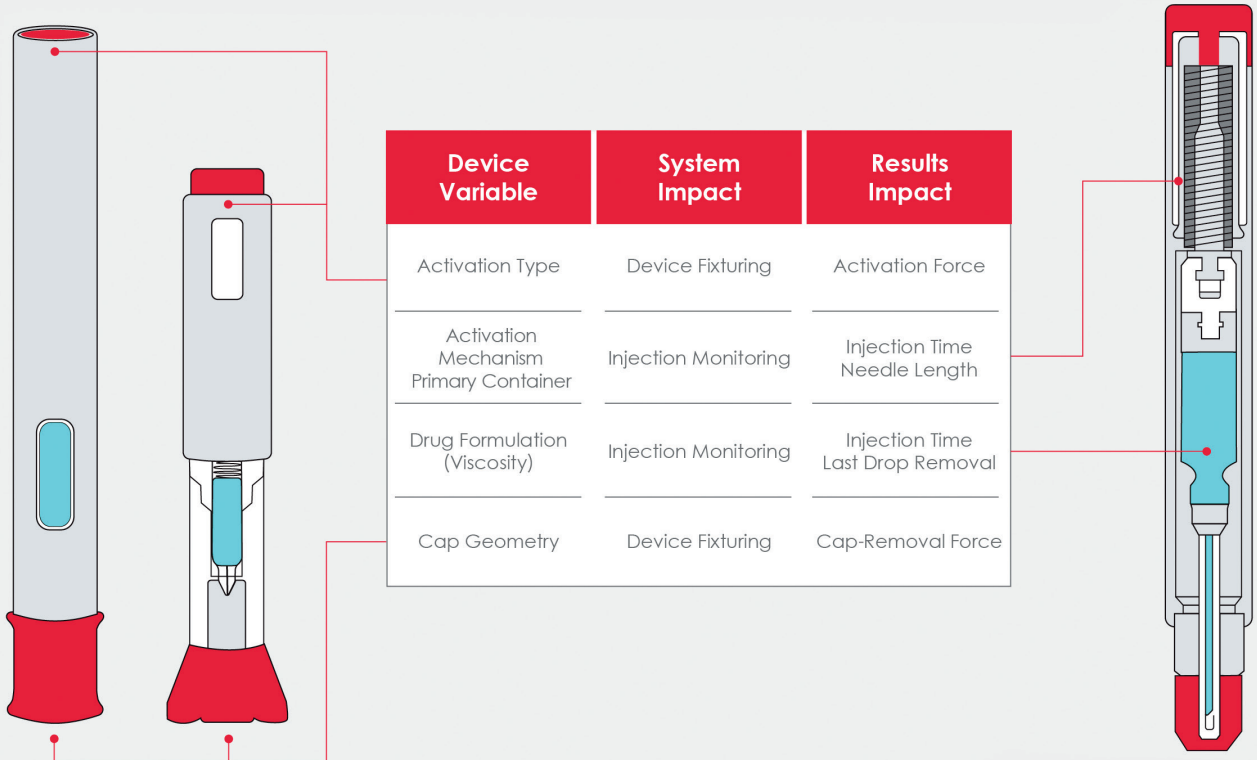 Device Variable
System Impact
Results Impact
Activation Type
Device Fixturing
Activation Force
Activation
Mechanism
Primary Container
Injection Monitoring
Injection Time
Needle Length
Drug Formulation
(Viscosity)
Injection Monitoring
Injection Time
Last Drop Removal
Cap Geometry
Device Fixturing
Cap-Removal Force